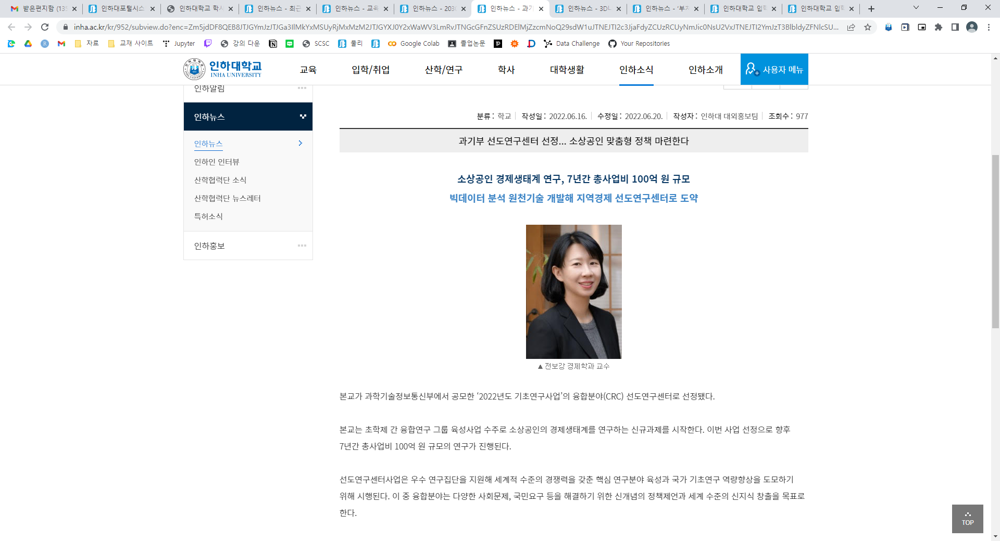 받은편지함 (135
인하대포털시스
인하대학교 학사
인하뉴스 - 최근
인하뉴스 - 교육
인하뉴스 - 2030
인하뉴스 - 과기
인하뉴스 - 3D나
인하뉴스 - '부자
인하대학교 입학
인하대학교 입학
자료
교재 사이트
Jupyter
강의 다운
SCSC
물리
Google Colab
졸업논문
Data Challenge
Your Repositories
인하대학교
INHA UNIVERSITY
교육
입학/취업
산학/연구
학사
대학생활
인하소식
인하소개
사용자 메뉴
인하알림
인하뉴스
인하뉴스
인하인 인터뷰
산학협력단 소식
산학협력단 뉴스레터
특허소식
인하홍보
분류 : 학교 작성일 : 2022.06.16. 수정일 : 2022.06.20. 작성자 : 인하대 대외홍보팀 조회수 : 977
과기부 선도연구센터 선정... 소상공인 맞춤형 정책 마련한다
소상공인 경제생태계 연구, 7년간 총사업비 100억 원 규모
빅데이터 분석 원천기술 개발해 지역경제 선도연구센터로 도약
▲ 전보강 경제학과 교수
본교가 과학기술정보통신부에서 공모한 ‘2022년도 기초연구사업’의 융합분야(CRC) 선도연구센터로 선정됐다.
본교는 초학제 간 융합연구 그룹 육성사업 수주로 소상공인의 경제생태계를 연구하는 신규과제를 시작한다. 이번 사업 선정으로 향후
7년간 총사업비 100억 원 규모의 연구가 진행된다.
선도연구센터사업은 우수 연구집단을 지원해 세계적 수준의 경쟁력을 갖춘 핵심 연구분야 육성과 국가 기초연구 역량향상을 도모하기
위해 시행된다. 이 중 융합분야는 다양한 사회문제, 국민요구 등을 해결하기 위한 신개념의 정책제언과 세계 수준의 신지식 창출을 목표로
한다.
TOP